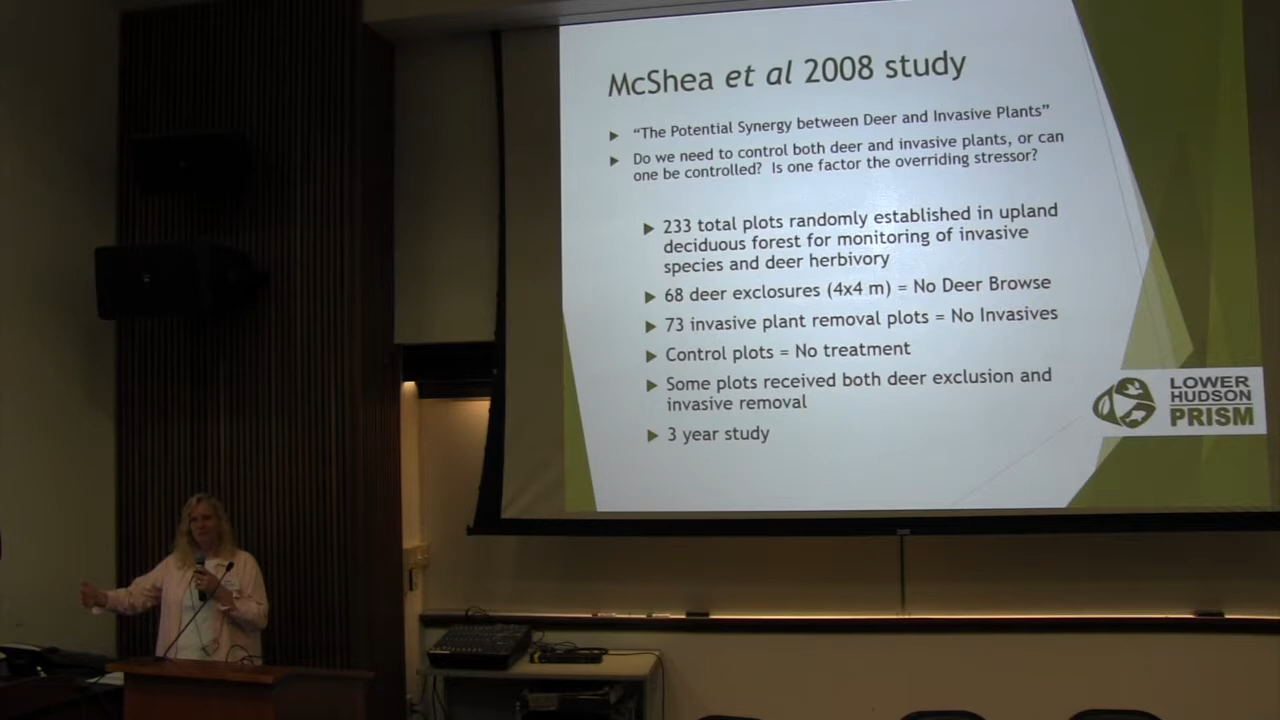 McShea et al 2008 study
"The Potential Synergy between Deer and Invasive Plants"
Do we need to control both deer and invasive plants, or can
one be controlled? Is one factor the overriding stressor?
233 total plots randomly established in upland
deciduous forest for monitoring of invasive
species and deer herbivory
68 deer exclosures (4x4 m) = No Deer Browse
73 invasive plant removal plots = No Invasives
Control plots = No treatment
Some plots received both deer exclusion and
invasive removal
3 year study
LOWER
HUDSON
PRISM